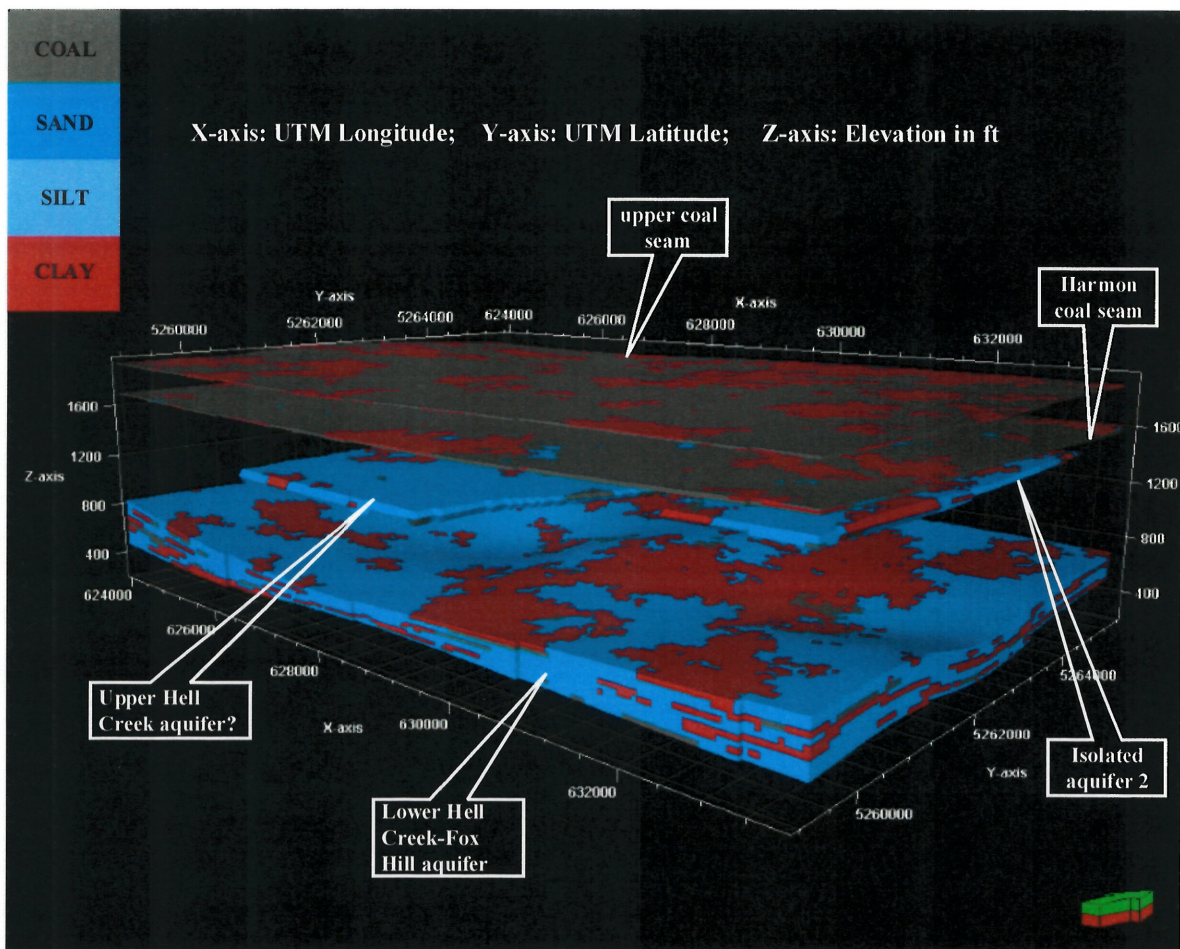 COAL
SAND
SILT
CLAY
X-axis: UTM Longitude; Y-axis: UTM Latitude; Z-axis: Elevation in ft
upper coal
seam
Harmon
coal seam
Y-axis
X-axis
5260000
5262000
5264000
624000
626000
628000
630000
632000
1600
1200
Z-axis
800
400
1600
1200
800
400
624000
626000
628000
X-axis
630000
632000
5264000
5262000
Y-axis
5260000
Upper Hell
Creek aquifer?
Lower Hell
Creek-Fox
Hill aquifer
Isolated
aquifer 2